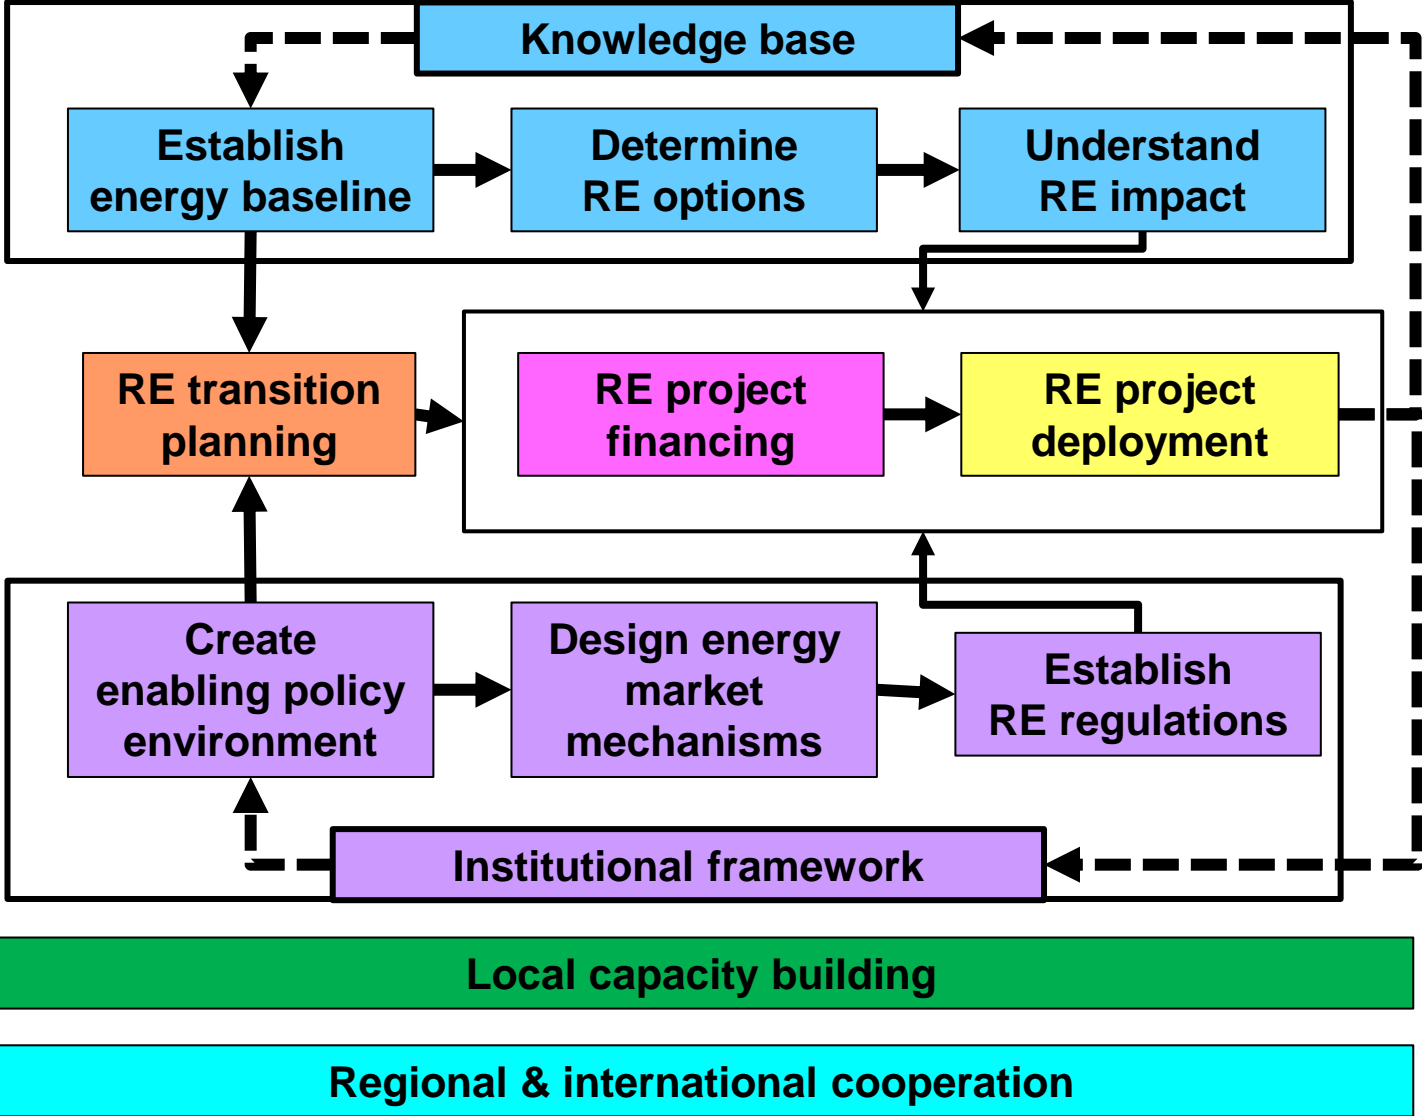 Knowledge base
Establish
energy baseline
Determine
RE options
Understand
RE impact
RE transition
planning
RE project
financing
RE project
deployment
Create
enabling policy
environment
Design energy
market
mechanisms
Establish
RE regulations
Institutional framework
Local capacity building
Regional & international cooperation